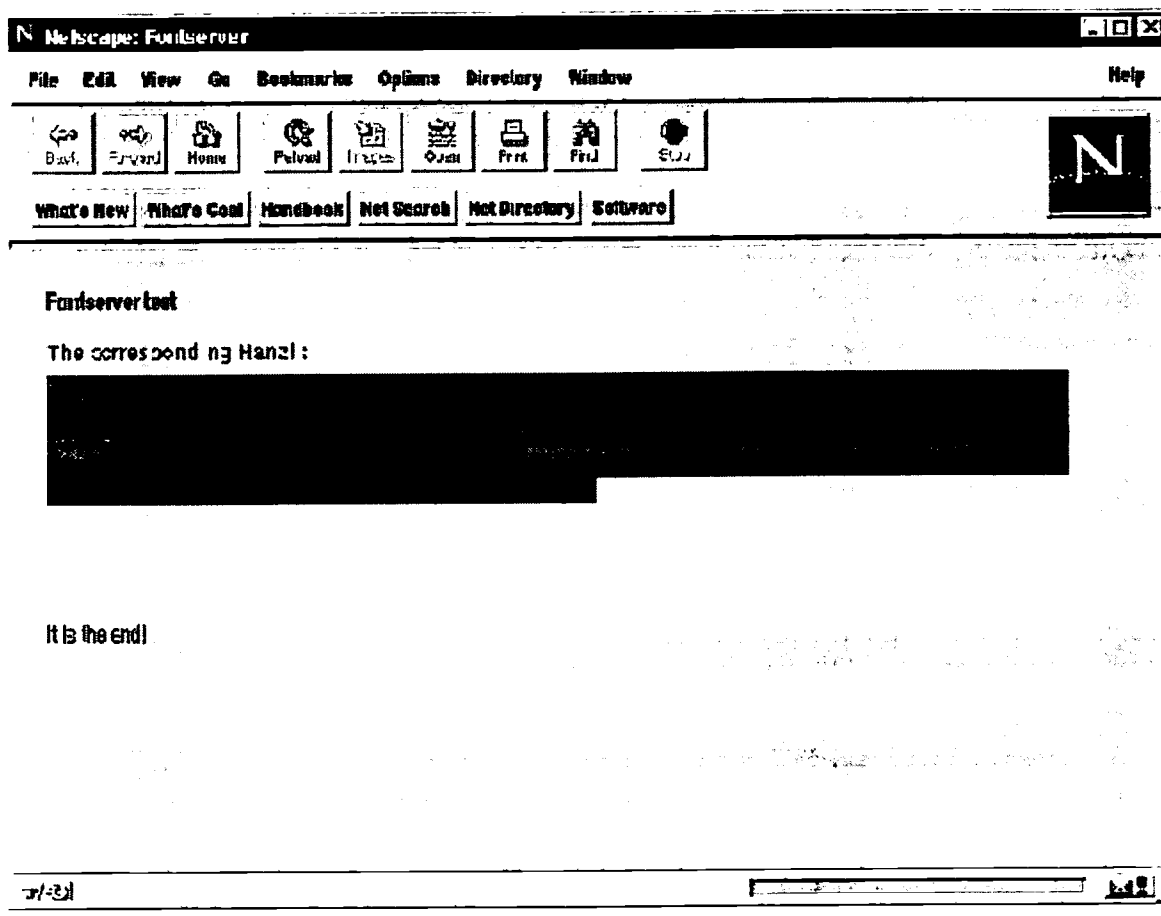 N Netscape: Fontserver
File Edit View Go Bookmarks Options Directory Window Help
Back Forward Home Reload Images Open Print Find Stop
N
What's New What's Cool Handbook Net Search Net Directory Software
Fontserver test
The corresponding Hanzi :
It is the end!